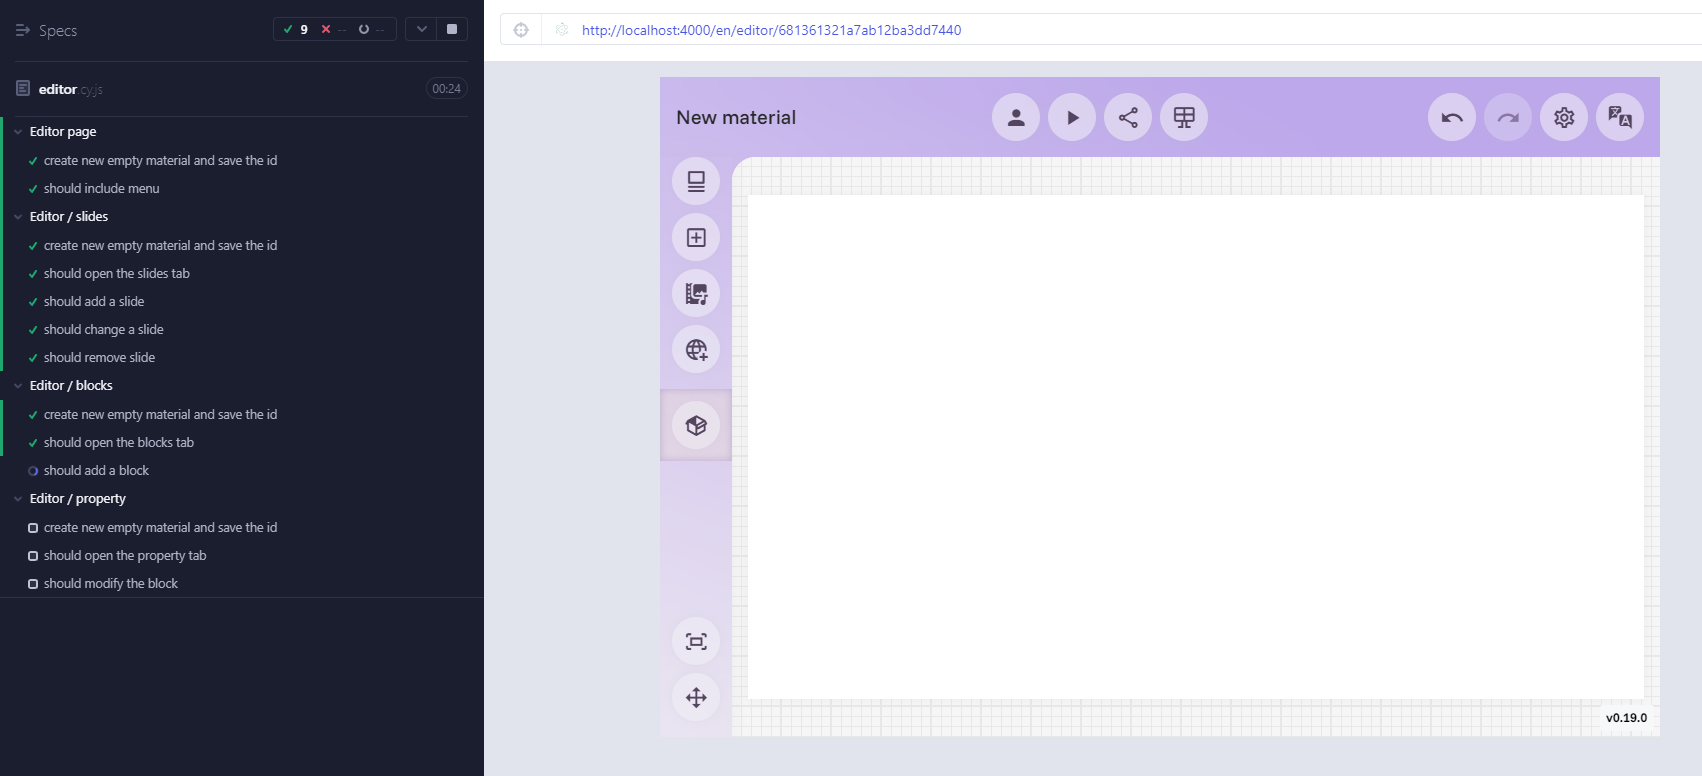 Specs
9 -- --
editor.cy.js
00:24
Editor page
create new empty material and save the id
should include menu
Editor / slides
create new empty material and save the id
should open the slides tab
should add a slide
should change a slide
should remove slide
Editor / blocks
create new empty material and save the id
should open the blocks tab
should add a block
Editor / property
create new empty material and save the id
should open the property tab
should modify the block
http://localhost:4000/en/editor/681361321a7ab12ba3dd7440
New material
v0.19.0